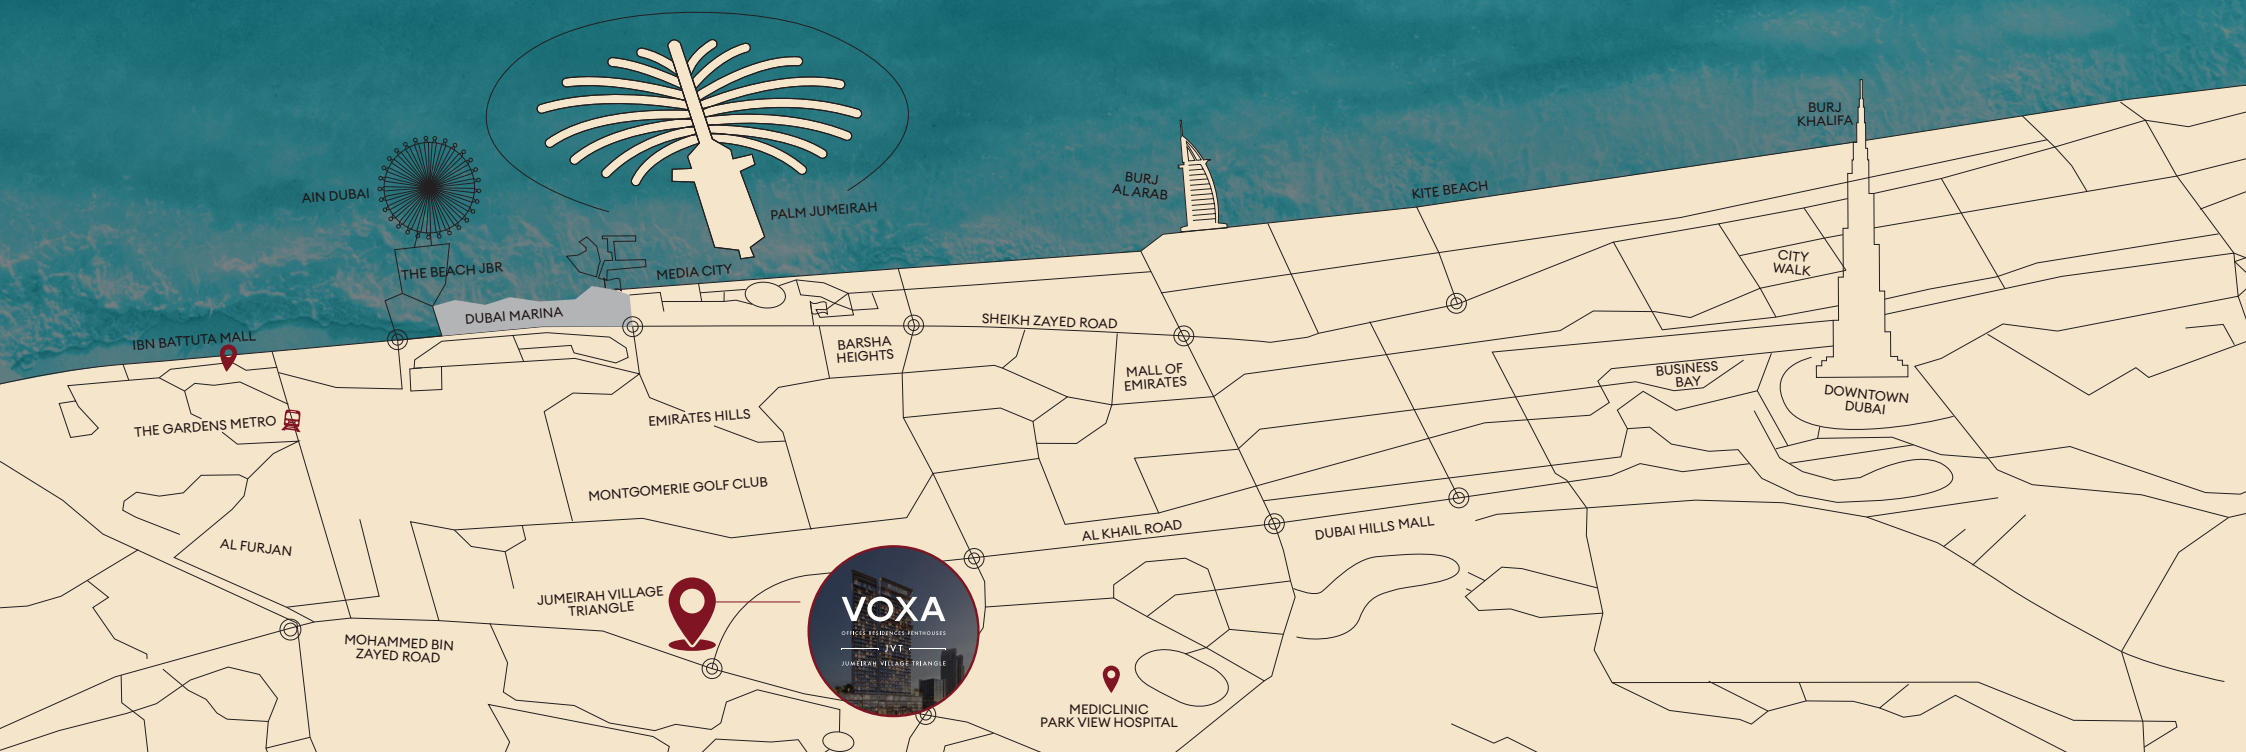 BURJ
KHALIFA
AIN DUBAI
BURJ
AL ARAB
KITE BEACH
PALM JUMEIRAH
THE BEACH JBR
MEDIA CITY
CITY
WALK
DUBAI MARINA
SHEIKH ZAYED ROAD
IBN BATTUTA MALL
BARSHA
HEIGHTS
MALL OF
EMIRATES
BUSINESS
BAY
DOWNTOWN
DUBAI
THE GARDENS METRO
EMIRATES HILLS
MONTGOMERIE GOLF CLUB
AL KHAIL ROAD
DUBAI HILLS MALL
AL FURJAN
JUMEIRAH VILLAGE
TRIANGLE
VOXA
OFFICES RESIDENCES PENTHOUSES
JVT
JUMEIRAH VILLAGE TRIANGLE
MOHAMMED BIN
ZAYED ROAD
MEDICLINIC
PARK VIEW HOSPITAL